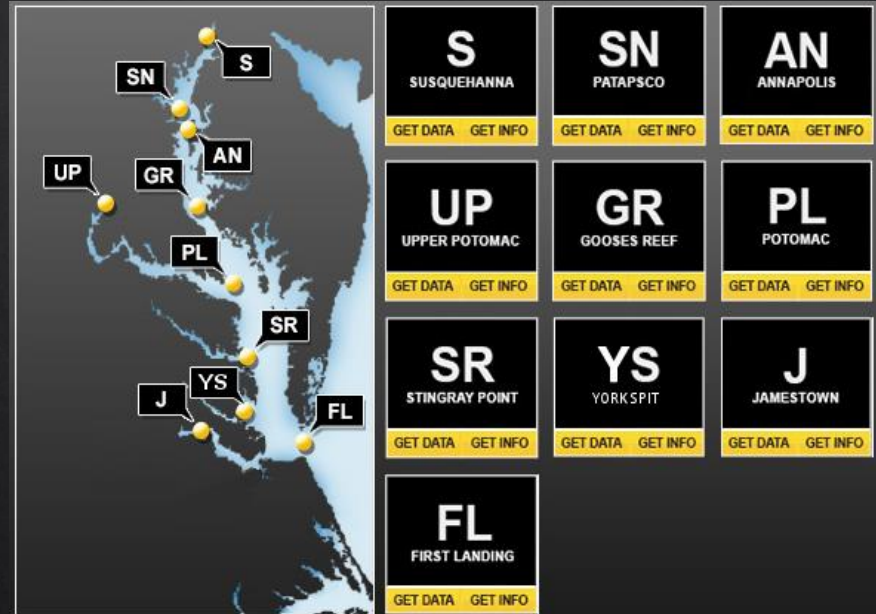 S
SN
AN
UP
GR
PL
SR
YS
J
FL
S SN AN
SUSQUEHANNA PATAPSCO ANNAPOLIS
GET DATA GET INFO GET DATA GET INFO GET DATA GET INFO
UP GR PL
UPPER POTOMAC GOOSES REEF POTOMAC
GET DATA GET INFO GET DATA GET INFO GET DATA GET INFO
SR YS J
STINGRAY POINT YORKSPIT JAMESTOWN
GET DATA GET INFO GET DATA GET INFO GET DATA GET INFO
FL
FIRST LANDING
GET DATA GET INFO